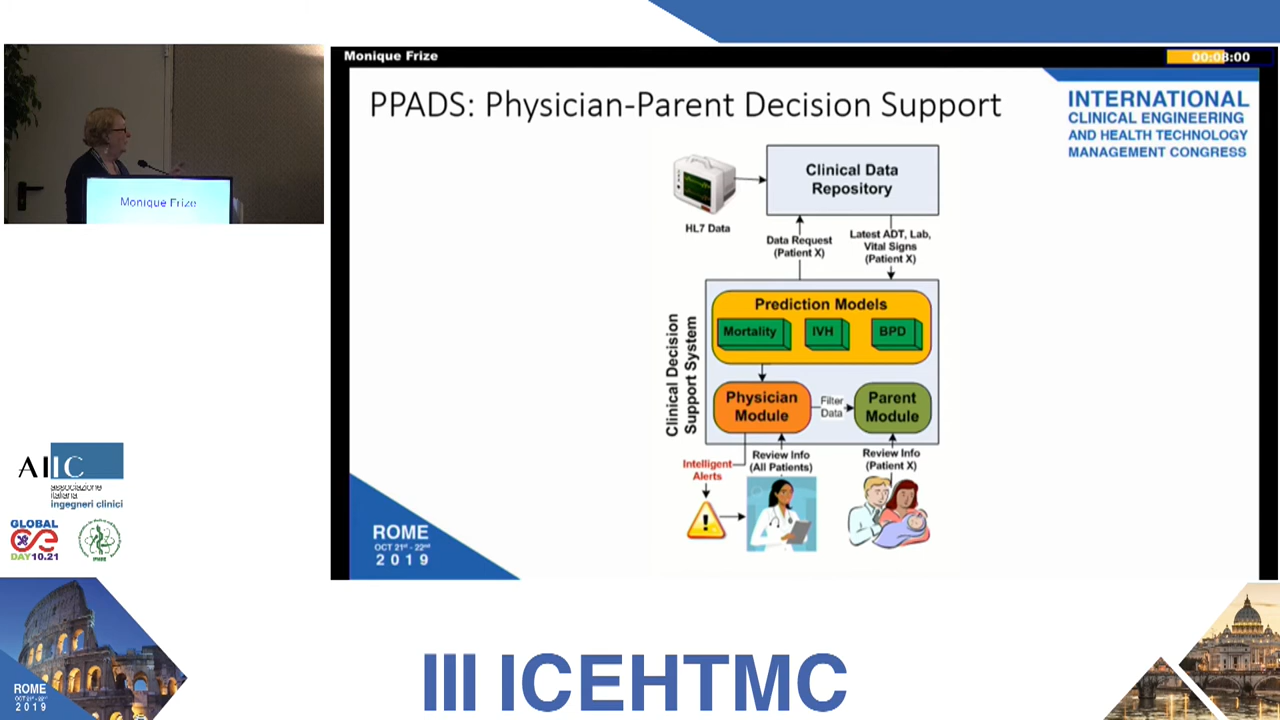 Monique Frize
00:08:00
PPADS: Physician-Parent Decision Support
INTERNATIONAL
CLINICAL ENGINEERING
AND HEALTH TECHNOLOGY
MANAGEMENT CONGRESS
Monique Frize
Clinical Data
Repository
HL7 Data
Data Request
(Patient X)
Latest ADT, Lab,
Vital Signs
(Patient X)
Clinical Decision
Support System
Prediction Models
Mortality
IVH
BPD
Physician
Module
Filter
Data
Parent
Module
Intelligent
Alerts
Review Info
(All Patients)
Review Info
(Patient X)
ROME
OCT 21st - 22nd
2019
AIIC
associazione
italiana
ingegneri clinici
GLOBAL
DAY10.21
ROME
OCT 21st - 22nd
2019
III ICEHTMC